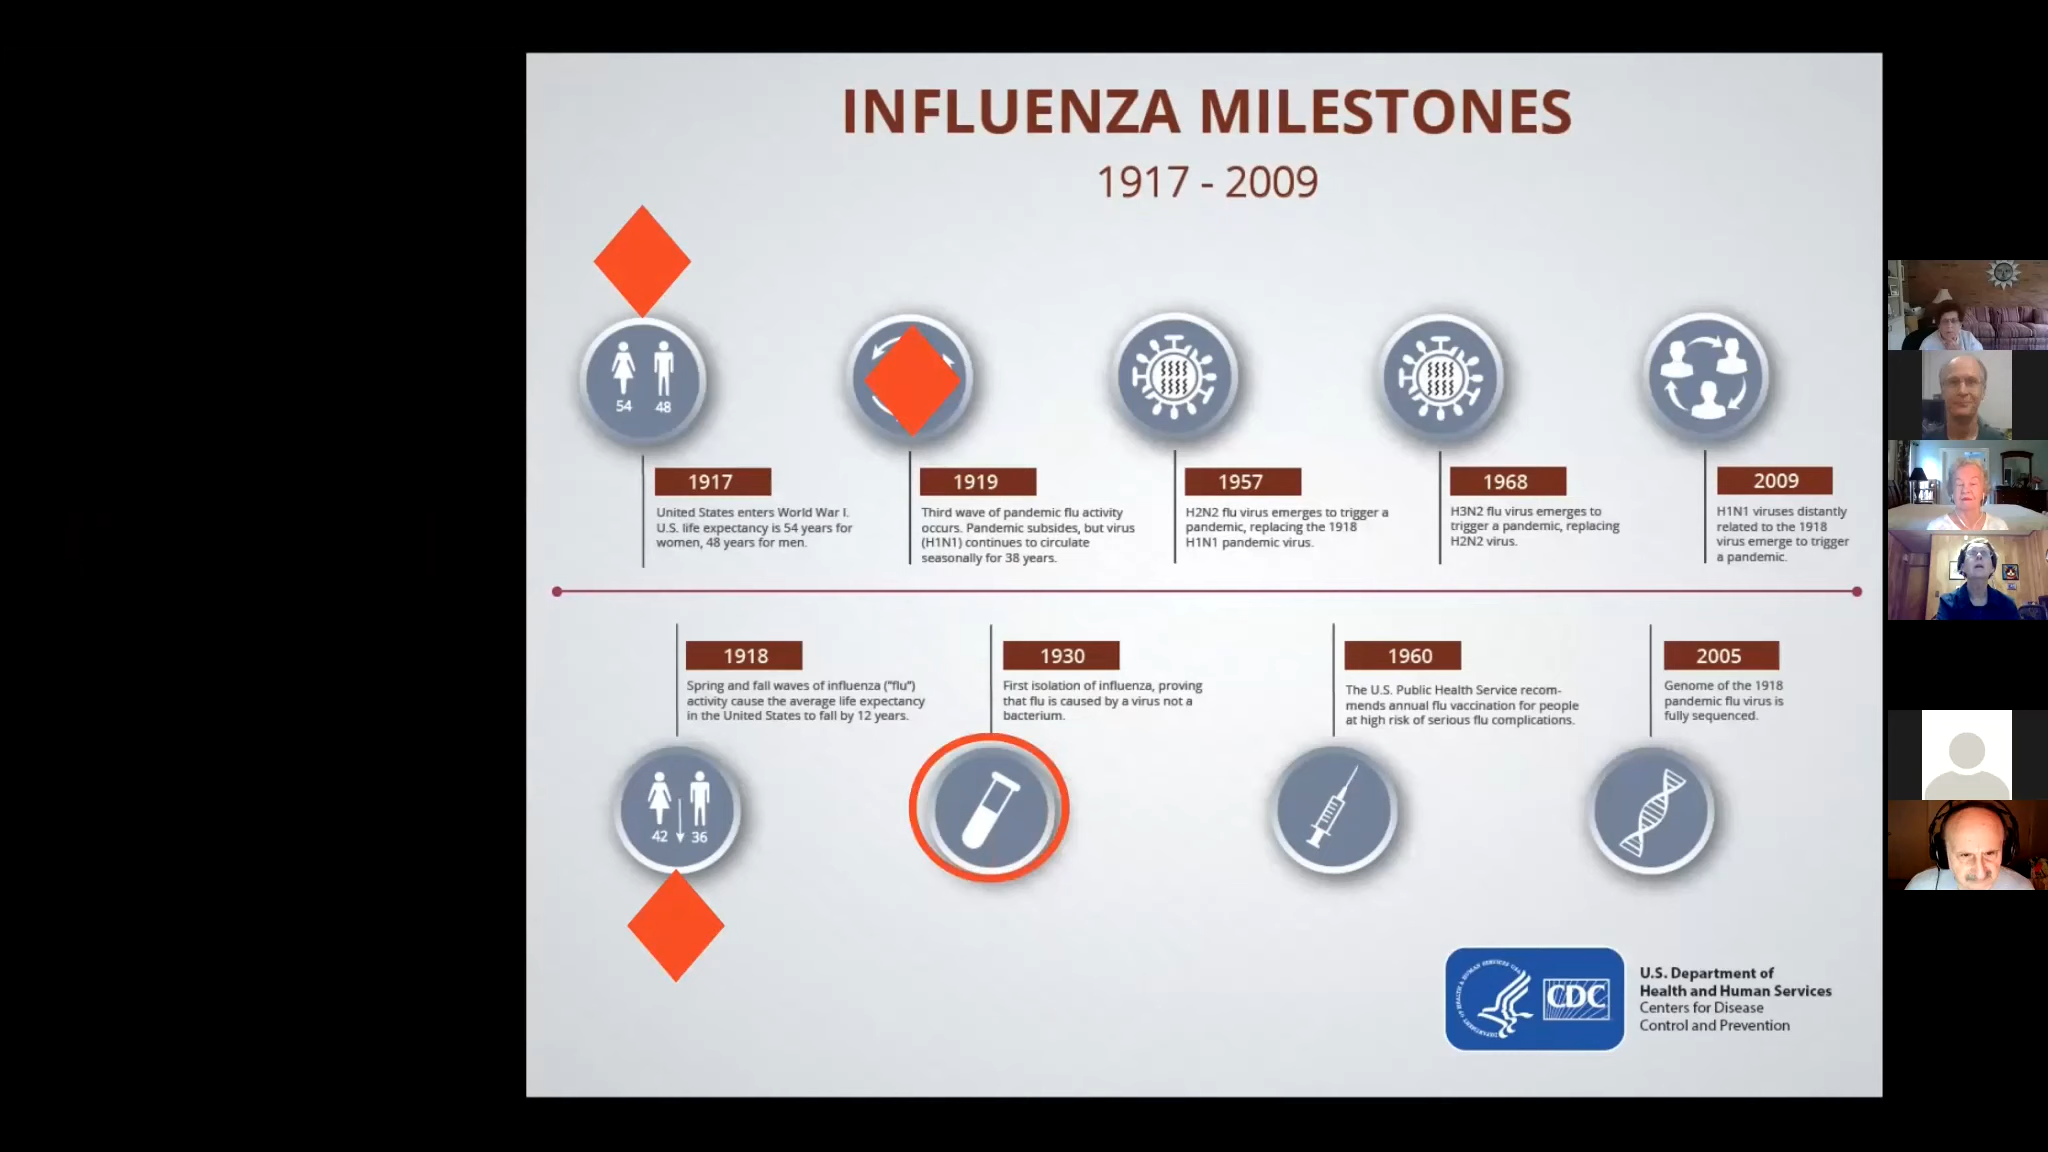 INFLUENZA MILESTONES
1917 - 2009
54 48
1917
United States enters World War I.
U.S. life expectancy is 54 years for
women, 48 years for men.
1919
Third wave of pandemic flu activity
occurs. Pandemic subsides, but virus
(H1N1) continues to circulate
seasonally for 38 years.
1957
H2N2 flu virus emerges to trigger a
pandemic, replacing the 1918
H1N1 pandemic virus.
1968
H3N2 flu virus emerges to
trigger a pandemic, replacing
H2N2 virus.
2009
H1N1 viruses distantly
related to the 1918
virus emerge to trigger
a pandemic.
1918
Spring and fall waves of influenza ("flu")
activity cause the average life expectancy
in the United States to fall by 12 years.
42 36
1930
First isolation of influenza, proving
that flu is caused by a virus not a
bacterium.
1960
The U.S. Public Health Service recom-
mends annual flu vaccination for people
at high risk of serious flu complications.
2005
Genome of the 1918
pandemic flu virus is
fully sequenced.
CDC
U.S. Department of
Health and Human Services
Centers for Disease
Control and Prevention